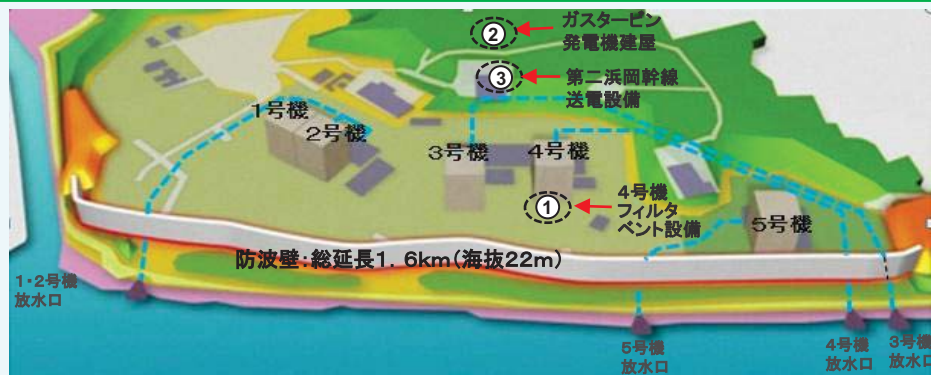 ②
ガスタービン
発電機建屋
③
第二浜岡幹線
送電設備
1号機
2号機
3号機
4号機
①
4号機
フィルタ
ベント設備
5号機
防波壁:総延長1.6km(海抜22m)
1・2号機
放水口
5号機
放水口
4号機
放水口
3号機
放水口